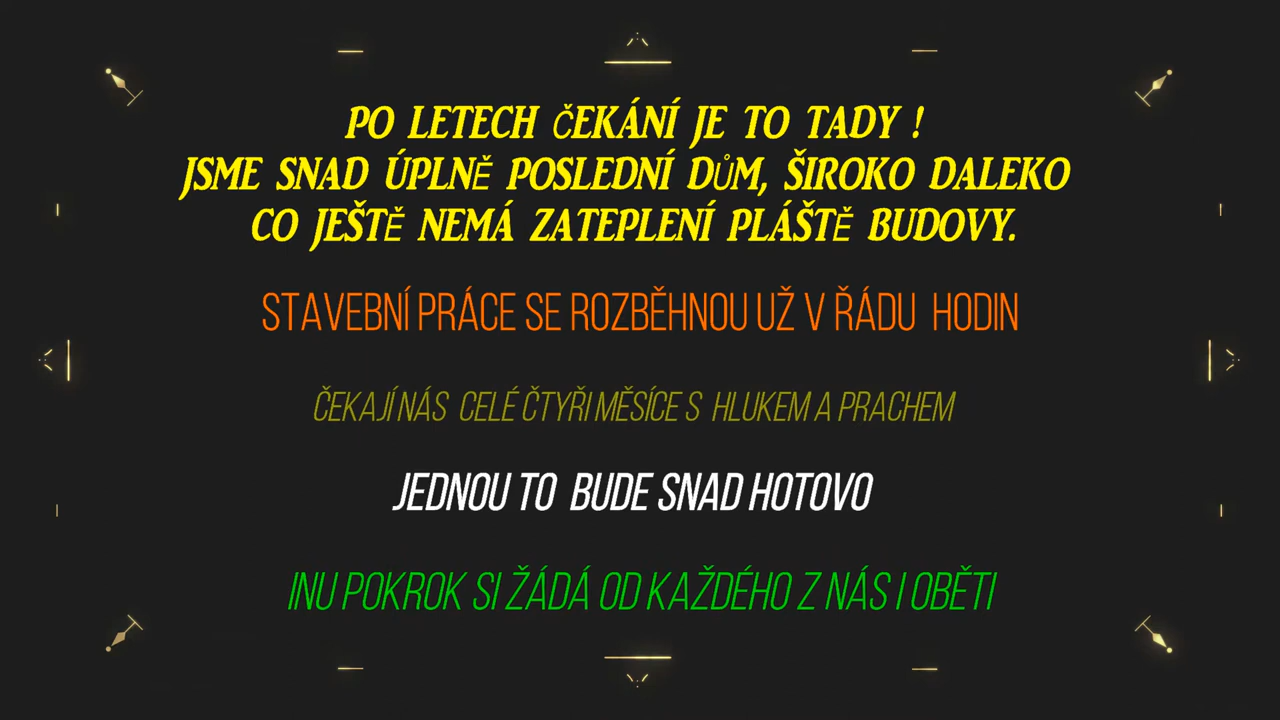 PO LETECH ČEKÁNÍ JE TO TADY !
JSME SNAD ÚPLNĚ POSLEDNÍ DŮM, ŠIROKO DALEKO
CO JEŠTĚ NEMÁ ZATEPLENÍ PLÁŠTĚ BUDOVY.
STAVEBNÍ PRÁCE SE ROZBĚHNOU UŽ V ŘÁDU HODIN
ČEKAJÍ NÁS CELÉ ČTYŘI MĚSÍCE S HLUKEM A PRACHEM
JEDNOU TO BUDE SNAD HOTOVO
INU POKROK SI ŽÁDÁ OD KAŽDÉHO Z NÁS I OBĚTI